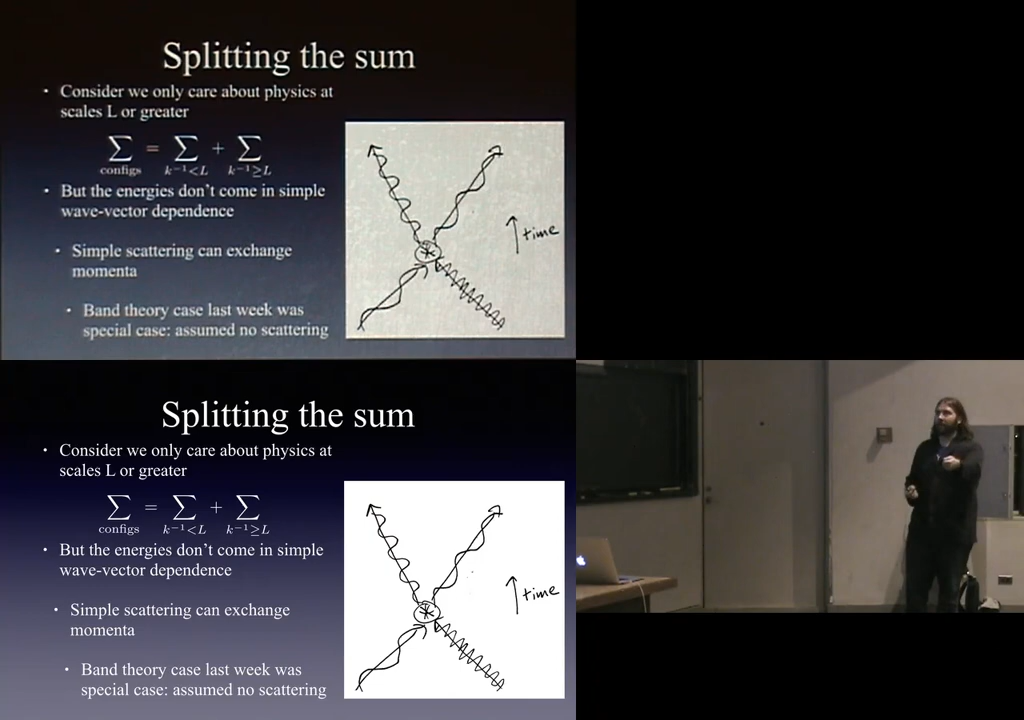 Splitting the sum
• Consider we only care about physics at
scales L or greater
∑ = ∑ + ∑
configs k⁻¹<L k⁻¹≥L
• But the energies don't come in simple
wave-vector dependence
• Simple scattering can exchange
momenta
• Band theory case last week was
special case: assumed no scattering
time
Splitting the sum
• Consider we only care about physics at
scales L or greater
∑ = ∑ + ∑
configs k⁻¹<L k⁻¹≥L
• But the energies don't come in simple
wave-vector dependence
• Simple scattering can exchange
momenta
• Band theory case last week was
special case: assumed no scattering
time